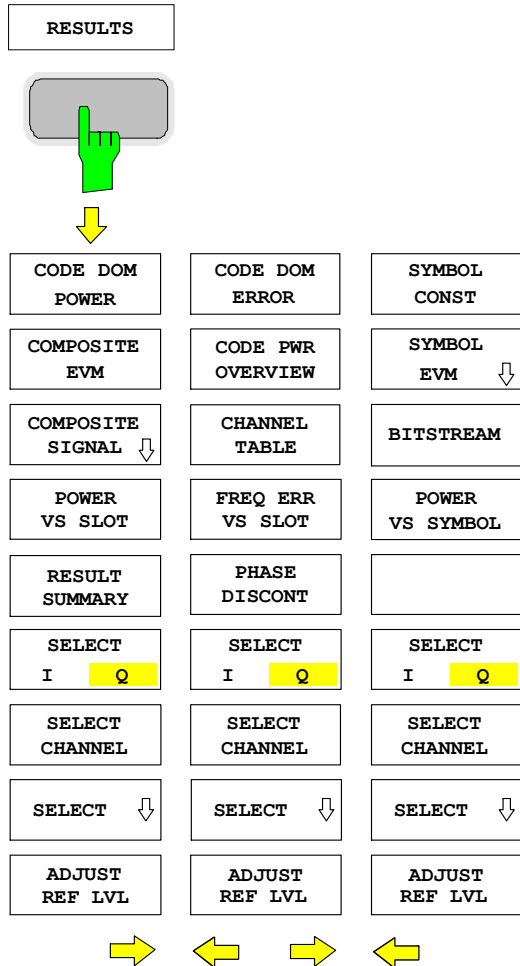 RESULTS
CODE DOM
POWER
COMPOSITE
EVM
COMPOSITE
SIGNAL
POWER
VS SLOT
RESULT
SUMMARY
SELECT
I Q
SELECT
CHANNEL
SELECT
ADJUST
REF LVL
CODE DOM
ERROR
CODE PWR
OVERVIEW
CHANNEL
TABLE
FREQ ERR
VS SLOT
PHASE
DISCONT
SELECT
I Q
SELECT
CHANNEL
SELECT
ADJUST
REF LVL
SYMBOL
CONST
SYMBOL
EVM
BITSTREAM
POWER
VS SYMBOL
SELECT
I Q
SELECT
CHANNEL
SELECT
ADJUST
REF LVL